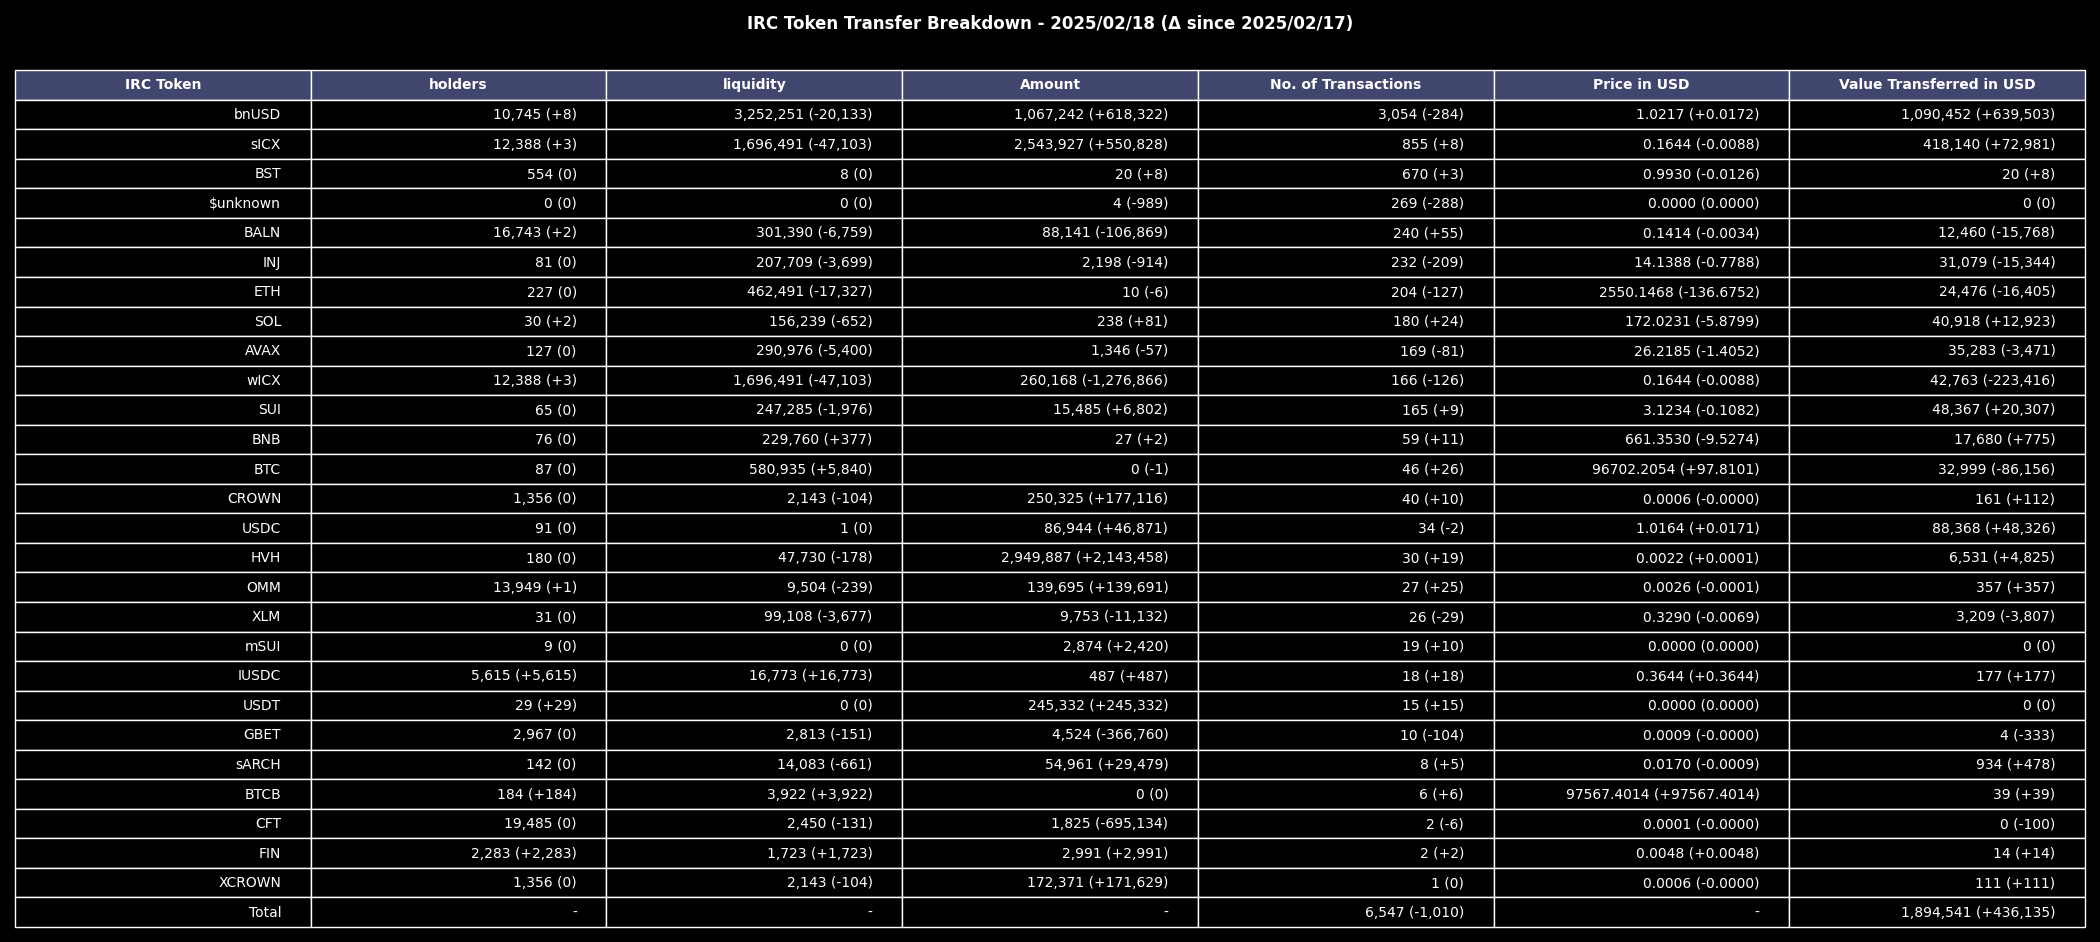 IRC Token Transfer Breakdown - 2025/02/18 (Δ since 2025/02/17)
IRC Token holders liquidity Amount No. of Transactions Price in USD Value Transferred in USD
bnUSD 10,745 (+8) 3,252,251 (-20,133) 1,067,242 (+618,322) 3,054 (-284) 1.0217 (+0.0172) 1,090,452 (+639,503)
sICX 12,388 (+3) 1,696,491 (-47,103) 2,543,927 (+550,828) 855 (+8) 0.1644 (-0.0088) 418,140 (+72,981)
BST 554 (0) 8 (0) 20 (+8) 670 (+3) 0.9930 (-0.0126) 20 (+8)
$unknown 0 (0) 0 (0) 4 (-989) 269 (-288) 0.0000 (0.0000) 0 (0)
BALN 16,743 (+2) 301,390 (-6,759) 88,141 (-106,869) 240 (+55) 0.1414 (-0.0034) 12,460 (-15,768)
INJ 81 (0) 207,709 (-3,699) 2,198 (-914) 232 (-209) 14.1388 (-0.7788) 31,079 (-15,344)
ETH 227 (0) 462,491 (-17,327) 10 (-6) 204 (-127) 2550.1468 (-136.6752) 24,476 (-16,405)
SOL 30 (+2) 156,239 (-652) 238 (+81) 180 (+24) 172.0231 (-5.8799) 40,918 (+12,923)
AVAX 127 (0) 290,976 (-5,400) 1,346 (-57) 169 (-81) 26.2185 (-1.4052) 35,283 (-3,471)
wICX 12,388 (+3) 1,696,491 (-47,103) 260,168 (-1,276,866) 166 (-126) 0.1644 (-0.0088) 42,763 (-223,416)
SUI 65 (0) 247,285 (-1,976) 15,485 (+6,802) 165 (+9) 3.1234 (-0.1082) 48,367 (+20,307)
BNB 76 (0) 229,760 (+377) 27 (+2) 59 (+11) 661.3530 (-9.5274) 17,680 (+775)
BTC 87 (0) 580,935 (+5,840) 0 (-1) 46 (+26) 96702.2054 (+97.8101) 32,999 (-86,156)
CROWN 1,356 (0) 2,143 (-104) 250,325 (+177,116) 40 (+10) 0.0006 (-0.0000) 161 (+112)
USDC 91 (0) 1 (0) 86,944 (+46,871) 34 (-2) 1.0164 (+0.0171) 88,368 (+48,326)
HVH 180 (0) 47,730 (-178) 2,949,887 (+2,143,458) 30 (+19) 0.0022 (+0.0001) 6,531 (+4,825)
OMM 13,949 (+1) 9,504 (-239) 139,695 (+139,691) 27 (+25) 0.0026 (-0.0001) 357 (+357)
XLM 31 (0) 99,108 (-3,677) 9,753 (-11,132) 26 (-29) 0.3290 (-0.0069) 3,209 (-3,807)
mSUI 9 (0) 0 (0) 2,874 (+2,420) 19 (+10) 0.0000 (0.0000) 0 (0)
IUSDC 5,615 (+5,615) 16,773 (+16,773) 487 (+487) 18 (+18) 0.3644 (+0.3644) 177 (+177)
USDT 29 (+29) 0 (0) 245,332 (+245,332) 15 (+15) 0.0000 (0.0000) 0 (0)
GBET 2,967 (0) 2,813 (-151) 4,524 (-366,760) 10 (-104) 0.0009 (-0.0000) 4 (-333)
sARCH 142 (0) 14,083 (-661) 54,961 (+29,479) 8 (+5) 0.0170 (-0.0009) 934 (+478)
BTCB 184 (+184) 3,922 (+3,922) 0 (0) 6 (+6) 97567.4014 (+97567.4014) 39 (+39)
CFT 19,485 (0) 2,450 (-131) 1,825 (-695,134) 2 (-6) 0.0001 (-0.0000) 0 (-100)
FIN 2,283 (+2,283) 1,723 (+1,723) 2,991 (+2,991) 2 (+2) 0.0048 (+0.0048) 14 (+14)
XCROWN 1,356 (0) 2,143 (-104) 172,371 (+171,629) 1 (0) 0.0006 (-0.0000) 111 (+111)
Total - - - 6,547 (-1,010) - 1,894,541 (+436,135)